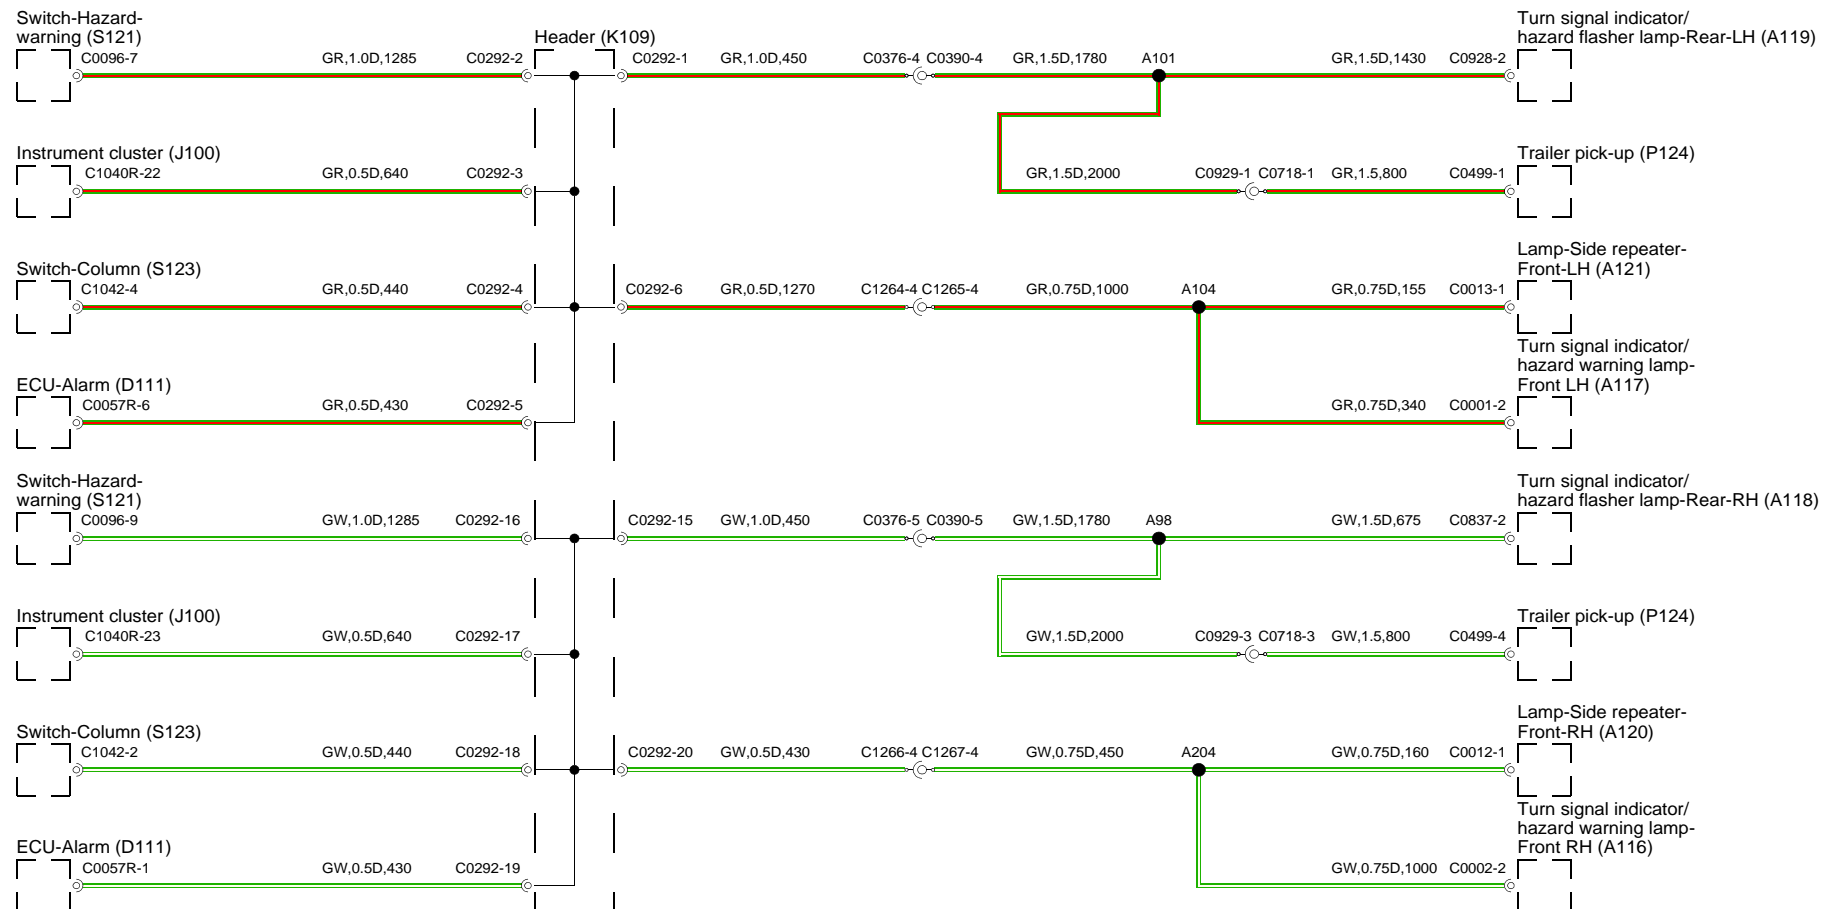 Switch-Hazard-
warning (S121)
Header (K109)
Turn signal indicator/
hazard flasher lamp-Rear-LH (A119)
C0096-7 GR,1.0D,1285 C0292-2 C0292-1 GR,1.0D,450 C0376-4 C0390-4 GR,1.5D,1780 A101 GR,1.5D,1430 C0928-2
Instrument cluster (J100)
Trailer pick-up (P124)
C1040R-22 GR,0.5D,640 C0292-3 GR,1.5D,2000 C0929-1 C0718-1 GR,1.5,800 C0499-1
Switch-Column (S123)
Lamp-Side repeater-
Front-LH (A121)
C1042-4 GR,0.5D,440 C0292-4 C0292-6 GR,0.5D,1270 C1264-4 C1265-4 GR,0.75D,1000 A104 GR,0.75D,155 C0013-1
ECU-Alarm (D111)
Turn signal indicator/
hazard warning lamp-
Front LH (A117)
C0057R-6 GR,0.5D,430 C0292-5 GR,0.75D,340 C0001-2
Switch-Hazard-
warning (S121)
Turn signal indicator/
hazard flasher lamp-Rear-RH (A118)
C0096-9 GW,1.0D,1285 C0292-16 C0292-15 GW,1.0D,450 C0376-5 C0390-5 GW,1.5D,1780 A98 GW,1.5D,675 C0837-2
Instrument cluster (J100)
Trailer pick-up (P124)
C1040R-23 GW,0.5D,640 C0292-17 GW,1.5D,2000 C0929-3 C0718-3 GW,1.5,800 C0499-4
Switch-Column (S123)
Lamp-Side repeater-
Front-RH (A120)
C1042-2 GW,0.5D,440 C0292-18 C0292-20 GW,0.5D,430 C1266-4 C1267-4 GW,0.75D,450 A204 GW,0.75D,160 C0012-1
ECU-Alarm (D111)
Turn signal indicator/
hazard warning lamp-
Front RH (A116)
C0057R-1 GW,0.5D,430 C0292-19 GW,0.75D,1000 C0002-2